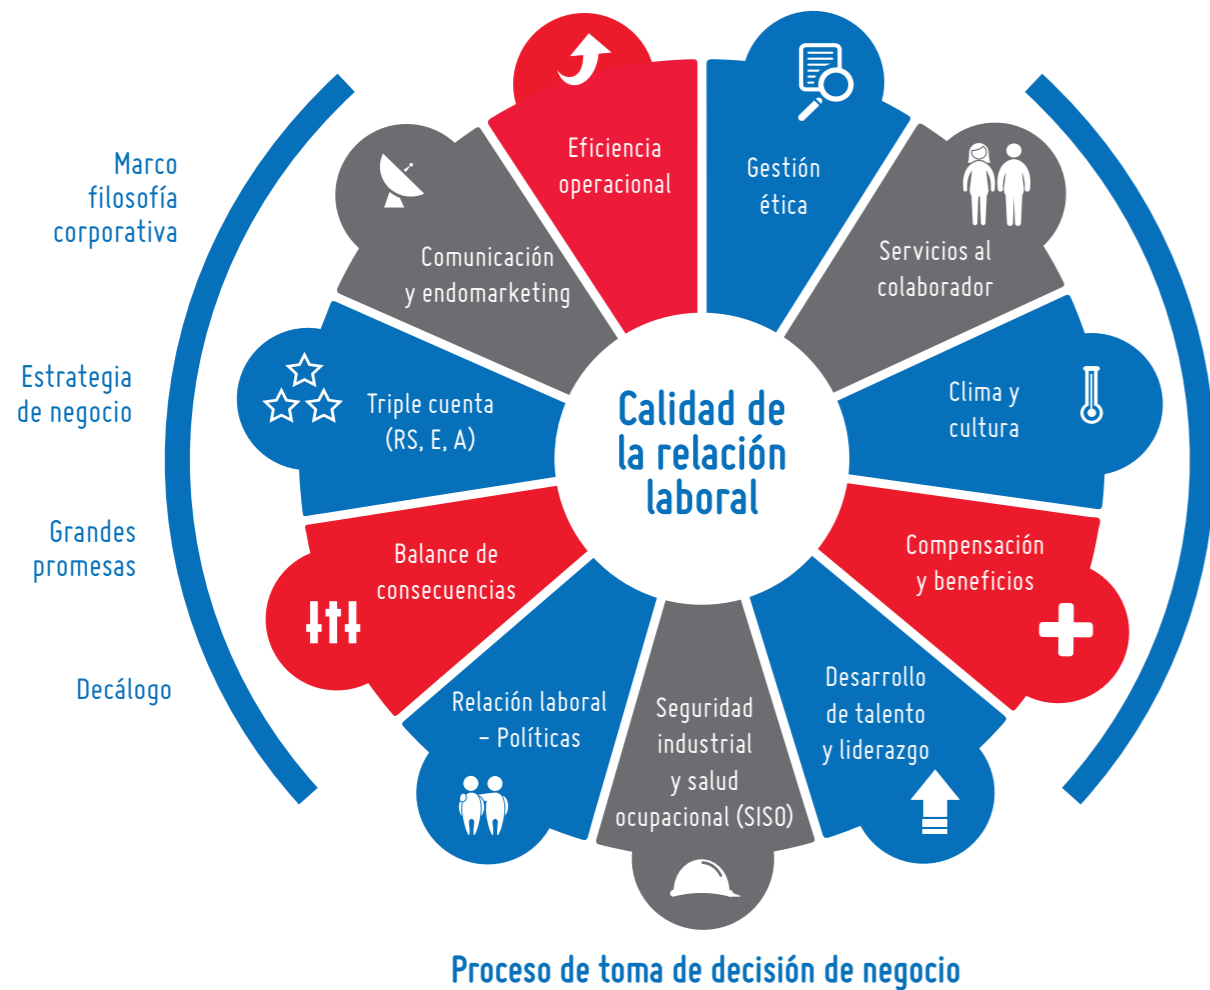 Marco
filosofía
corporativa
Estrategia
de negocio
Grandes
promesas
Decálogo
Eficiencia
operacional
Gestión
ética
Servicios al
colaborador
Clima y
cultura
Compensación
y beneficios
Desarrollo
de talento
y liderazgo
Seguridad
industrial
y salud
ocupacional (SISO)
Relación laboral
– Políticas
Balance de
consecuencias
Triple cuenta
(RS, E, A)
Comunicación
y endomarketing
Calidad de
la relación
laboral
Proceso de toma de decisión de negocio